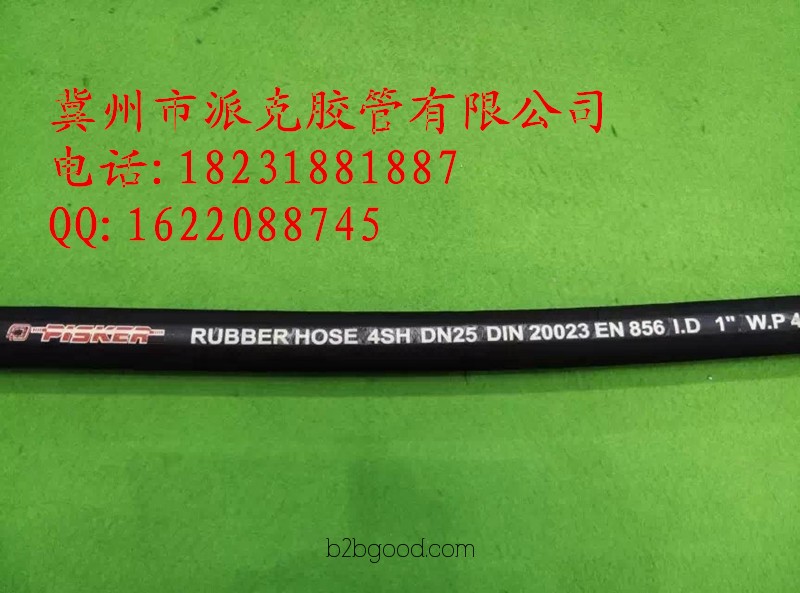 冀州市派克胶管有限公司
电话: 18231881887
QQ: 1622088745
PISKER RUBBER HOSE 4SH DN25 DIN 20023 EN 856 I.D 1" W.P 4
b2bgood.com